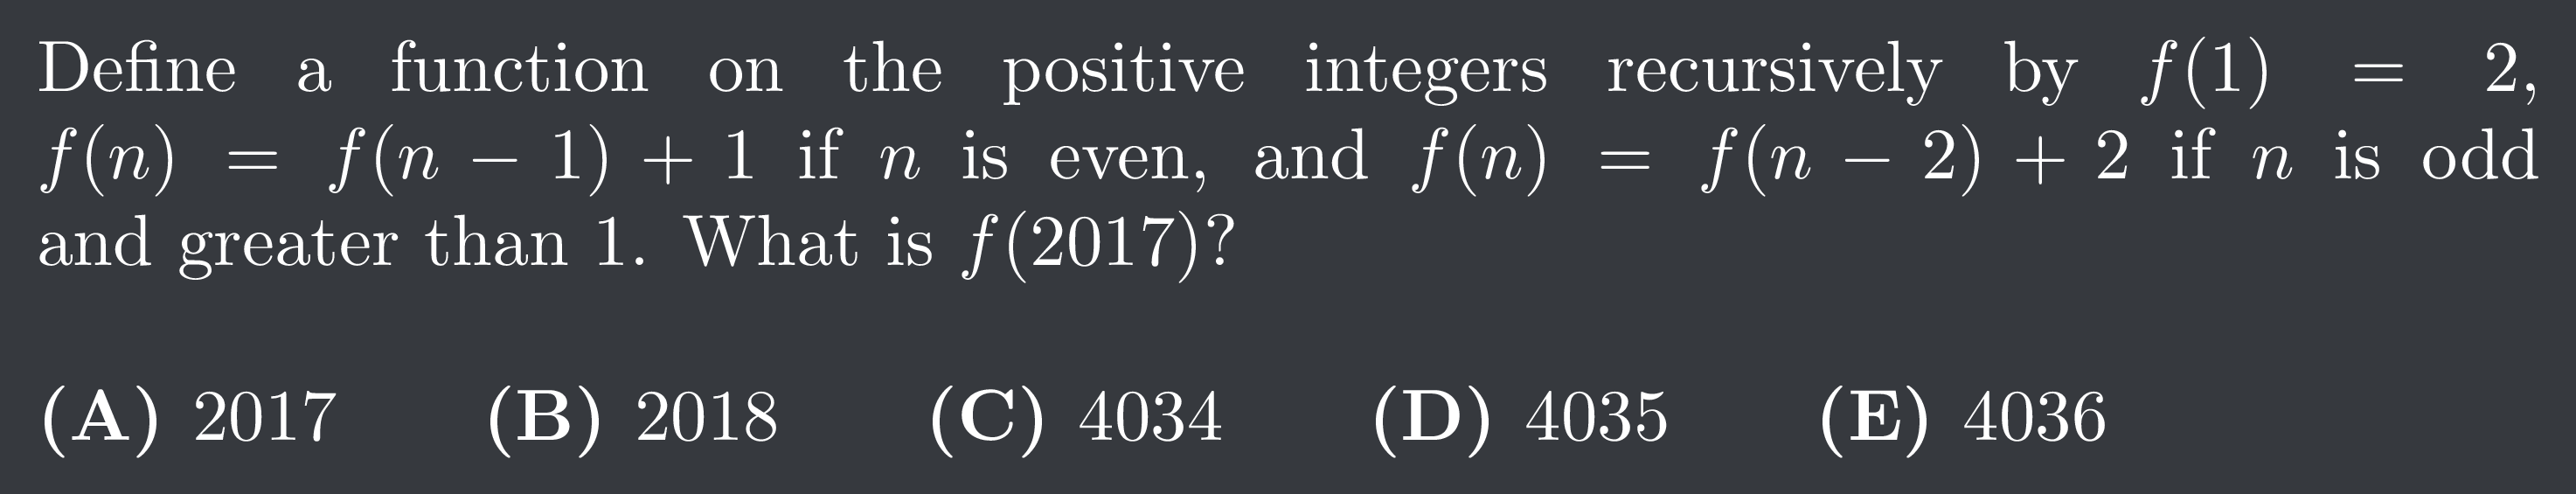 Define a function on the positive integers recursively by f(1) = 2,
f(n) = f(n − 1) + 1 if n is even, and f(n) = f(n − 2) + 2 if n is odd
and greater than 1. What is f(2017)?
(A) 2017 (B) 2018 (C) 4034 (D) 4035 (E) 4036